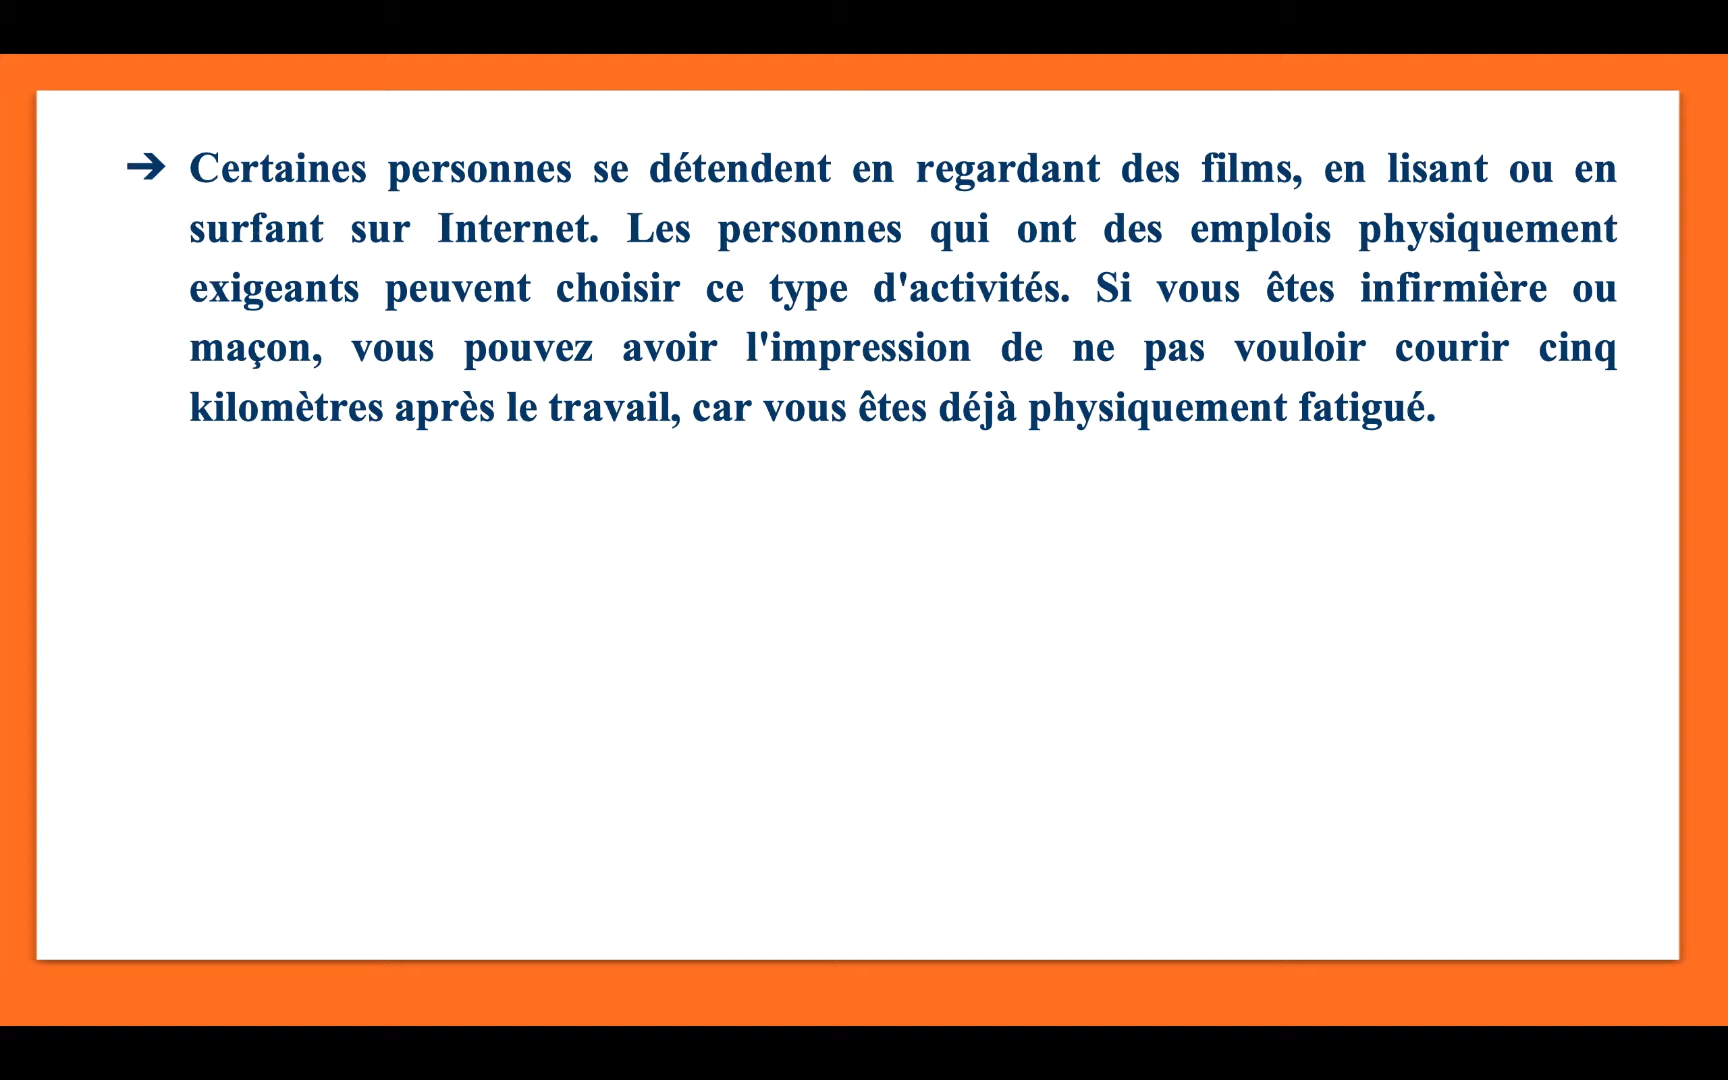 ➔ Certaines personnes se détendent en regardant des films, en lisant ou en
surfant sur Internet. Les personnes qui ont des emplois physiquement
exigeants peuvent choisir ce type d'activités. Si vous êtes infirmière ou
maçon, vous pouvez avoir l'impression de ne pas vouloir courir cinq
kilomètres après le travail, car vous êtes déjà physiquement fatigué.